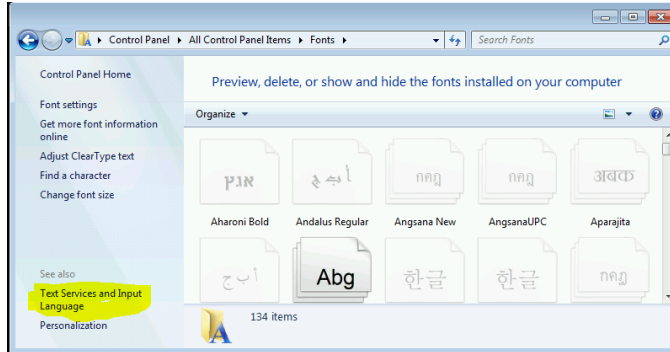 Control Panel ▸ All Control Panel Items ▸ Fonts ▸
Search Fonts
Control Panel Home
Font settings
Get more font information
online
Adjust ClearType text
Find a character
Change font size
See also
Text Services and Input
Language
Personalization
Preview, delete, or show and hide the fonts installed on your computer
Organize
אבץ
أب ج
กคฎ
กคฎ
अबक
Aharoni Bold
Andalus Regular
Angsana New
AngsanaUPC
Aparajita
أب ج
Abg
한글
한글
กคฎ
134 items